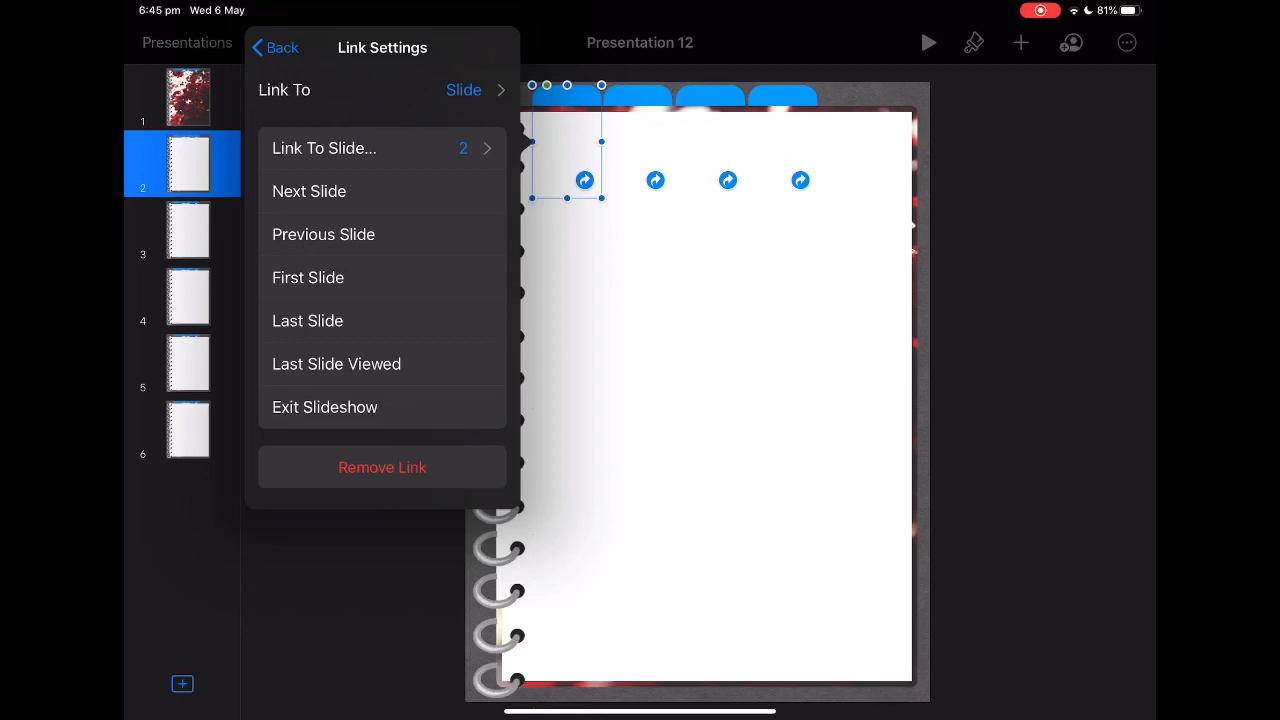 6:45 pm Wed 6 May
81%
Presentations
Back
Link Settings
Presentation 12
Link To
Slide
Link To Slide...
2
Next Slide
Previous Slide
First Slide
Last Slide
Last Slide Viewed
Exit Slideshow
Remove Link
1
2
3
4
5
6